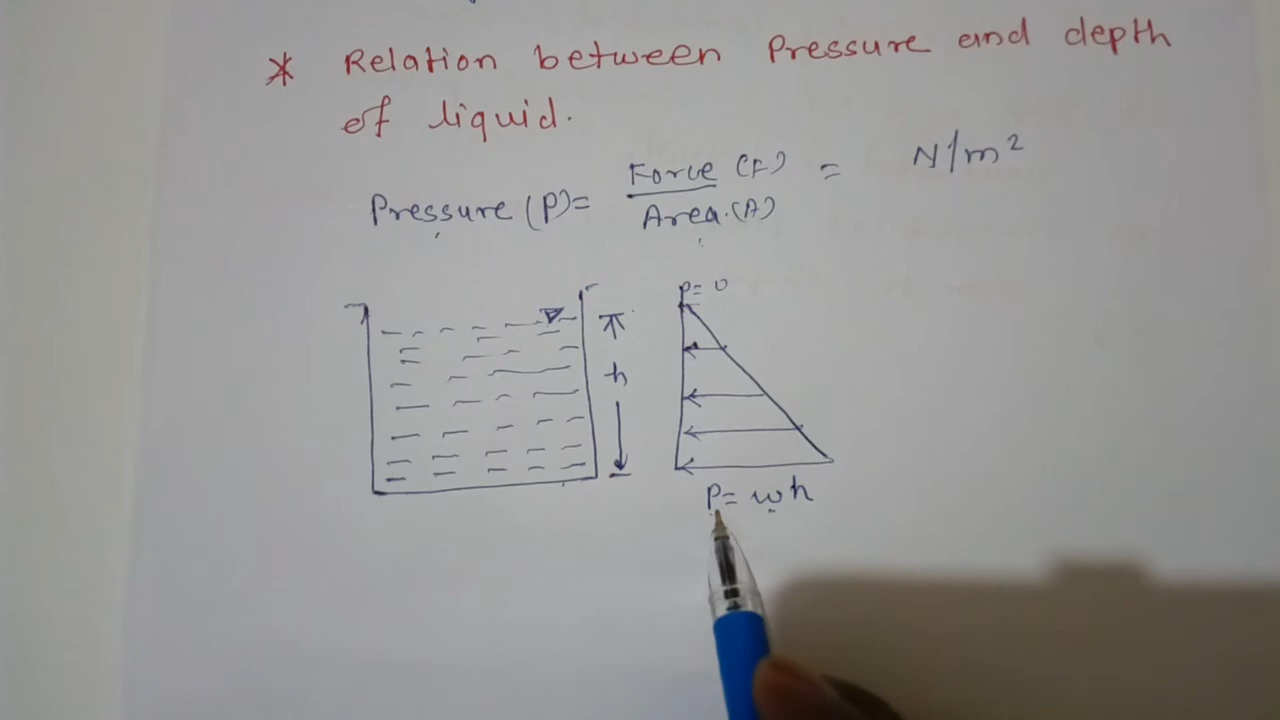 * Relation between Pressure and depth
of liquid.
Pressure (P) = Force (F) / Area. (A) = N/m²
P = 0
h
P = wh